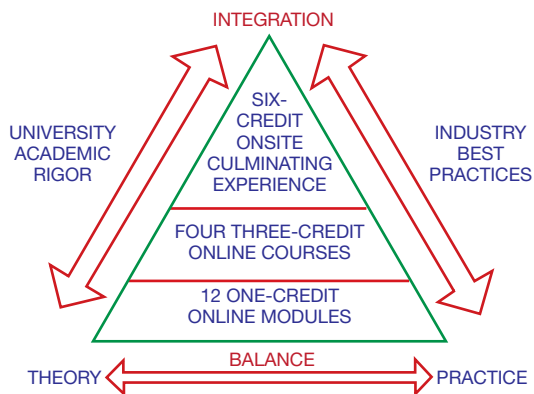 INTEGRATION
UNIVERSITY
ACADEMIC
RIGOR
SIX-
CREDIT
ONSITE
CULMINATING
EXPERIENCE
INDUSTRY
BEST
PRACTICES
FOUR THREE-CREDIT
ONLINE COURSES
12 ONE-CREDIT
ONLINE MODULES
BALANCE
THEORY
PRACTICE